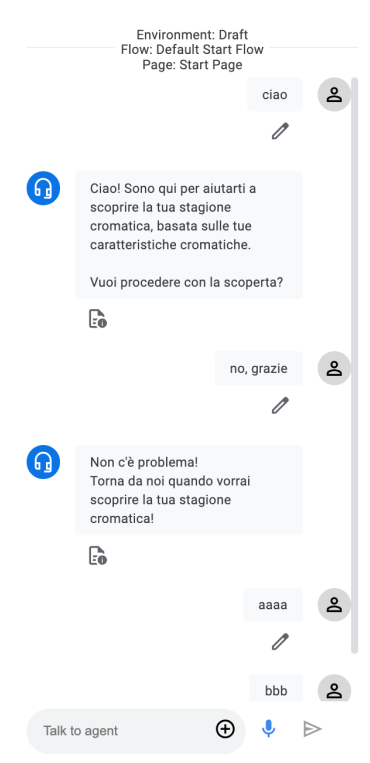 Environment: Draft
Flow: Default Start Flow
Page: Start Page
ciao
Ciao! Sono qui per aiutarti a
scoprire la tua stagione
cromatica, basata sulle tue
caratteristiche cromatiche.
Vuoi procedere con la scoperta?
no, grazie
Non c'è problema!
Torna da noi quando vorrai
scoprire la tua stagione
cromatica!
aaaa
bbb
Talk to agent